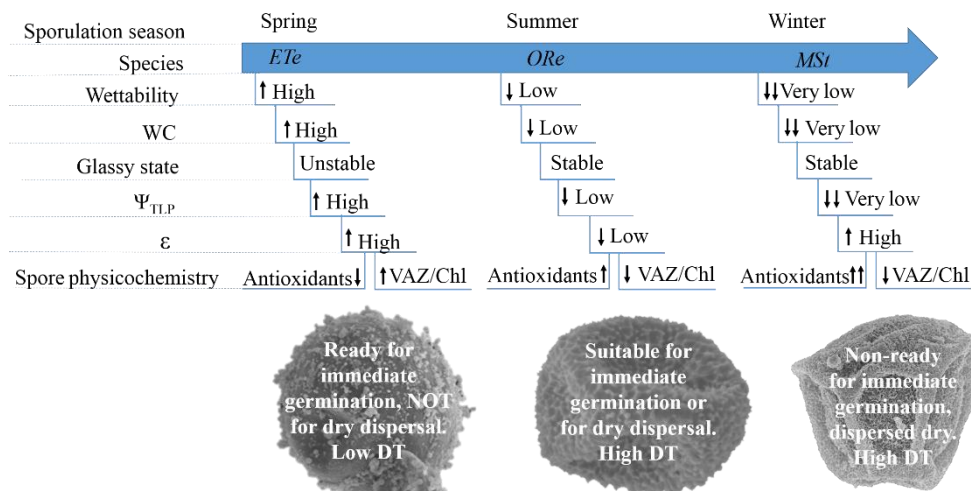 Sporulation season Spring Summer Winter
Species ETe ORe MSt
Wettability ↑ High ↓ Low ↓↓ Very low
WC ↑ High ↓ Low ↓↓ Very low
Glassy state Unstable Stable Stable
Ψ_TLP ↑ High ↓ Low ↓↓ Very low
ε ↑ High ↓ Low ↑ High
Spore physicochemistry Antioxidants↓ ↑VAZ/Chl Antioxidants↑ ↓VAZ/Chl Antioxidants↑↑ ↓VAZ/Chl
Ready for
immediate
germination, NOT
for dry dispersal.
Low DT
Suitable for
immediate
germination or
for dry dispersal.
High DT
Non-ready
for immediate
germination,
dispersed dry.
High DT